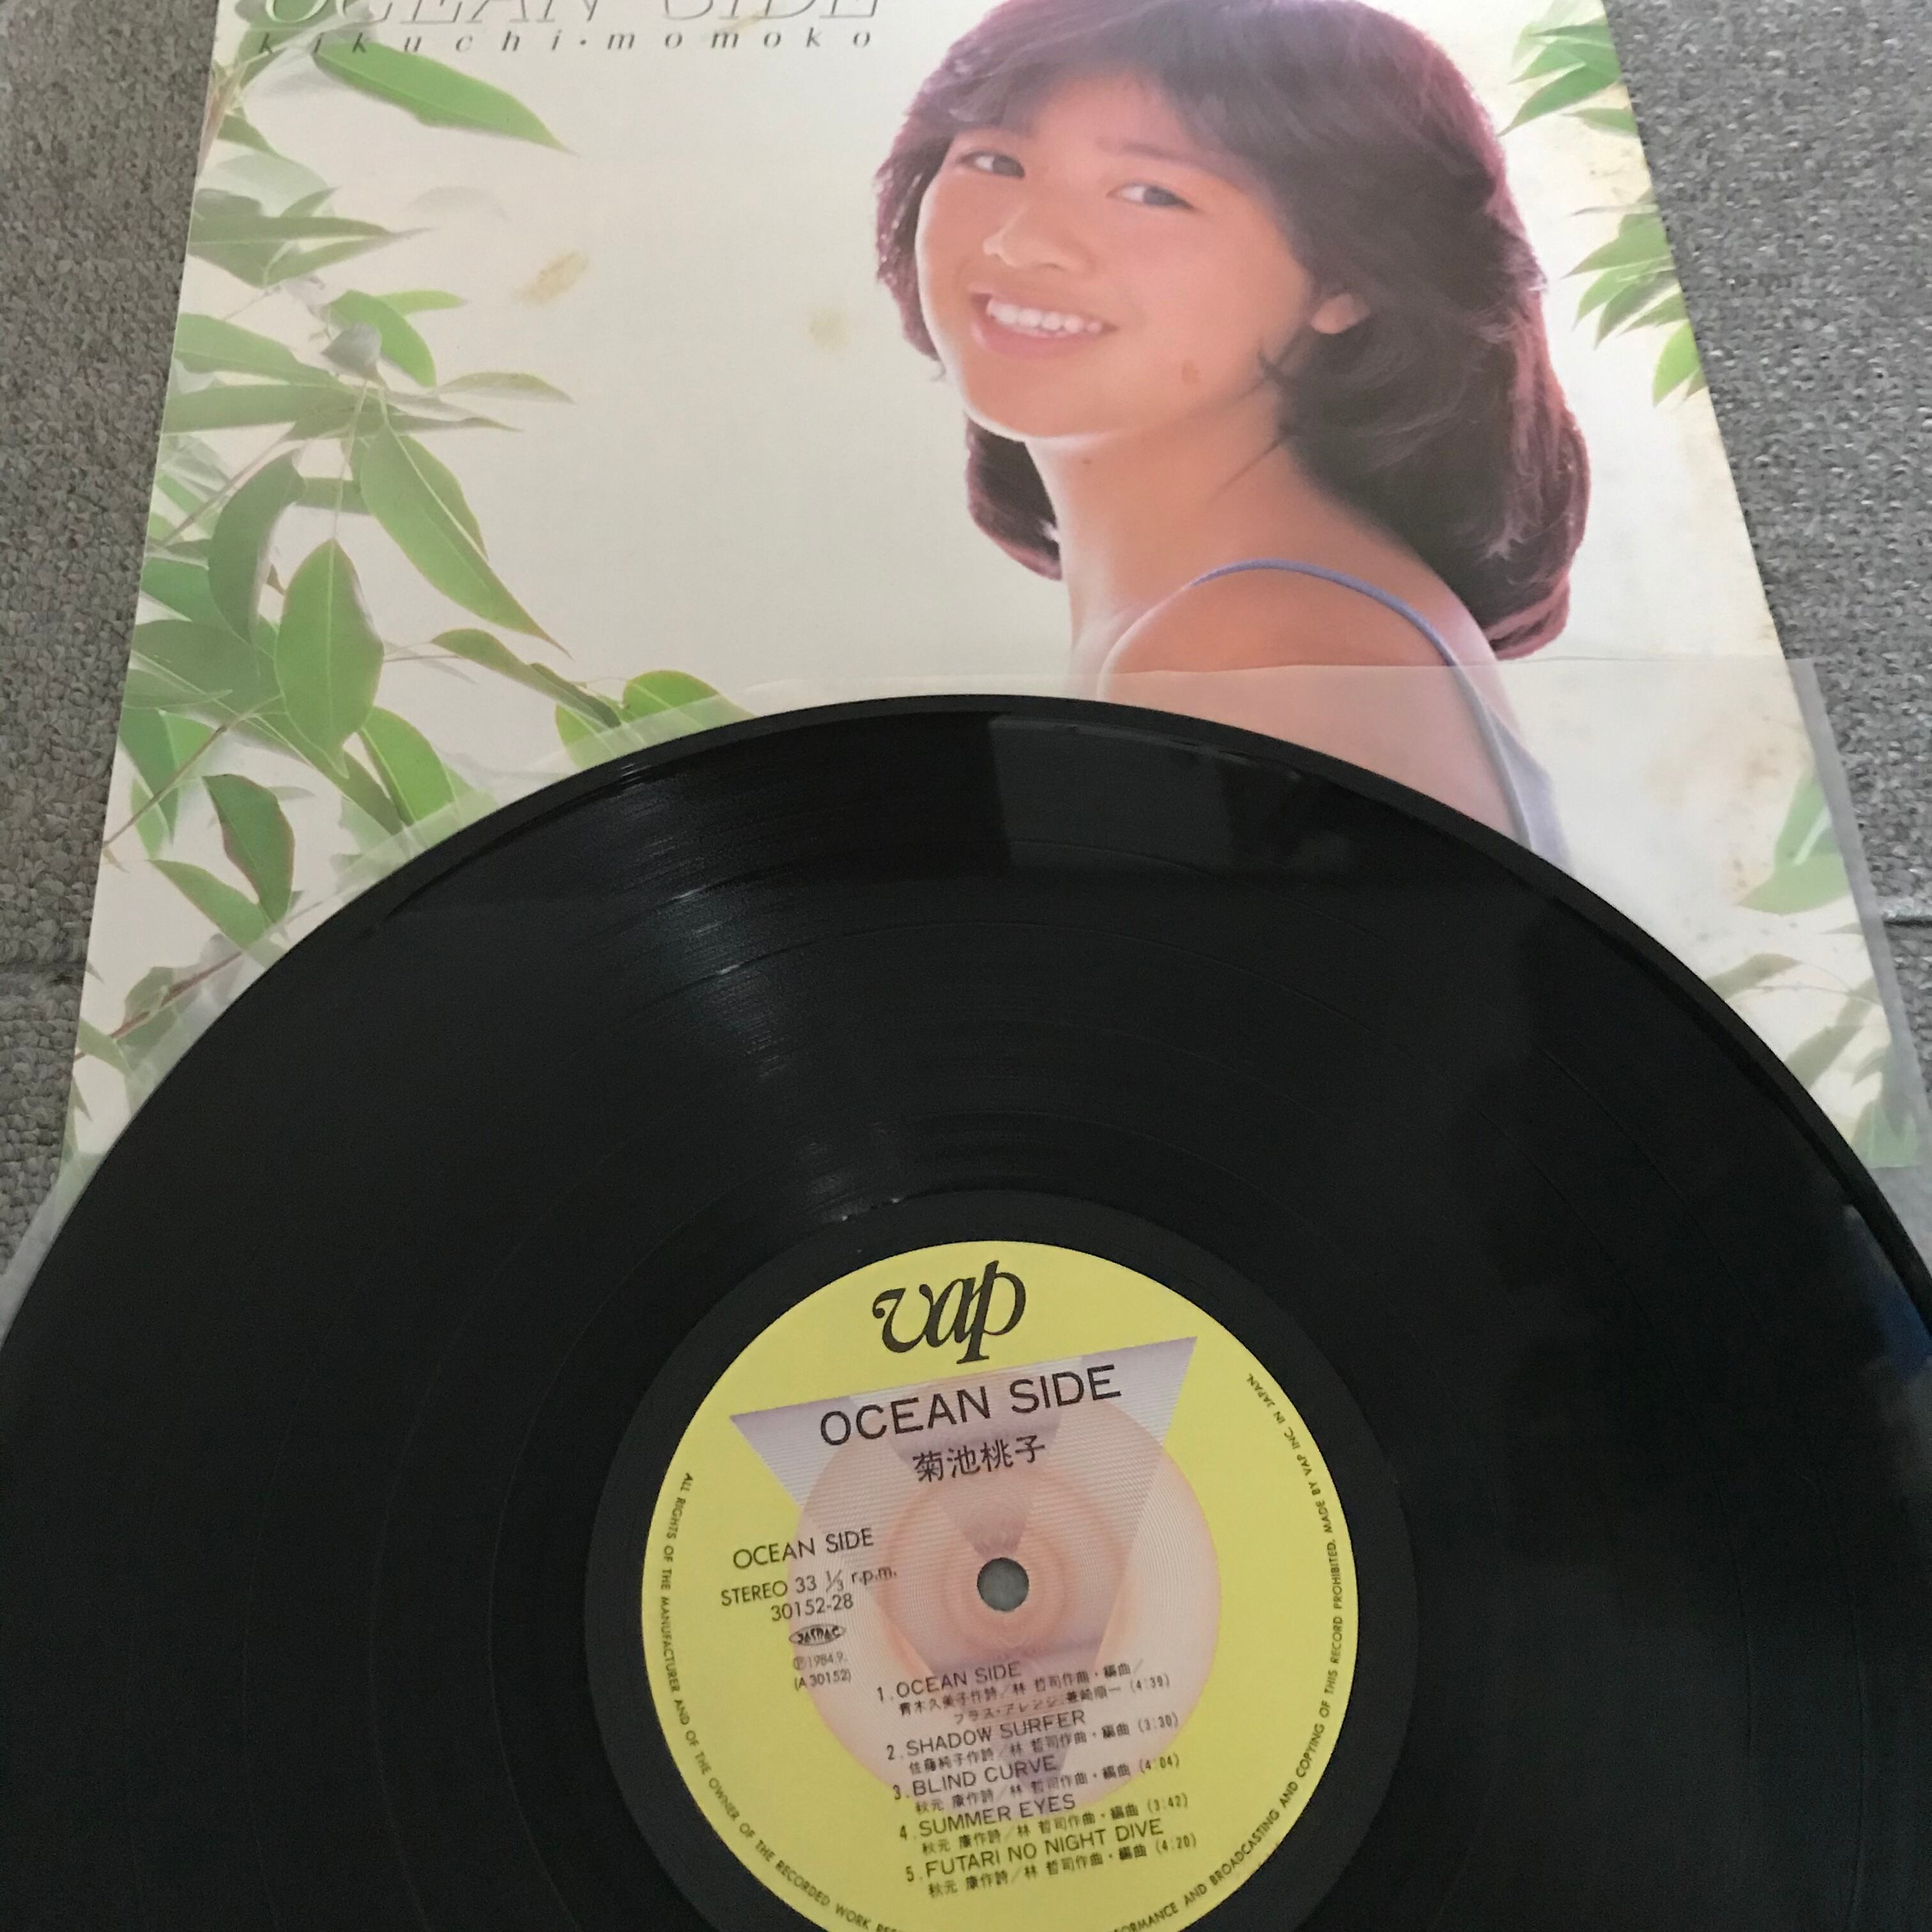 OCEAN SIDE
kikuchi・momoko
vap
OCEAN SIDE
菊池桃子
OCEAN SIDE
STEREO 33 1/3 r.p.m.
30152-28
JASRAC
Ⓟ1984.9.
(A30152)
1.OCEAN SIDE
青木久美子作詩/林 哲司作曲・編曲/
ブラス・アレンジ 兼崎順一 (4:39)
2.SHADOW SURFER
佐藤純子作詩/林 哲司作曲・編曲 (3:30)
3.BLIND CURVE
秋元 康作詩/林 哲司作曲・編曲 (4:04)
4.SUMMER EYES
秋元 康作詩/林 哲司作曲・編曲 (3:42)
5.FUTARI NO NIGHT DIVE
秋元 康作詩/林 哲司作曲・編曲 (4:20)
ALL RIGHTS OF THE MANUFACTURER AND OF THE OWNER OF THE RECORDED WORK
AND BROADCASTING AND COPYING OF THIS RECORD PROHIBITED. MADE BY VAP INC. IN JAPAN.